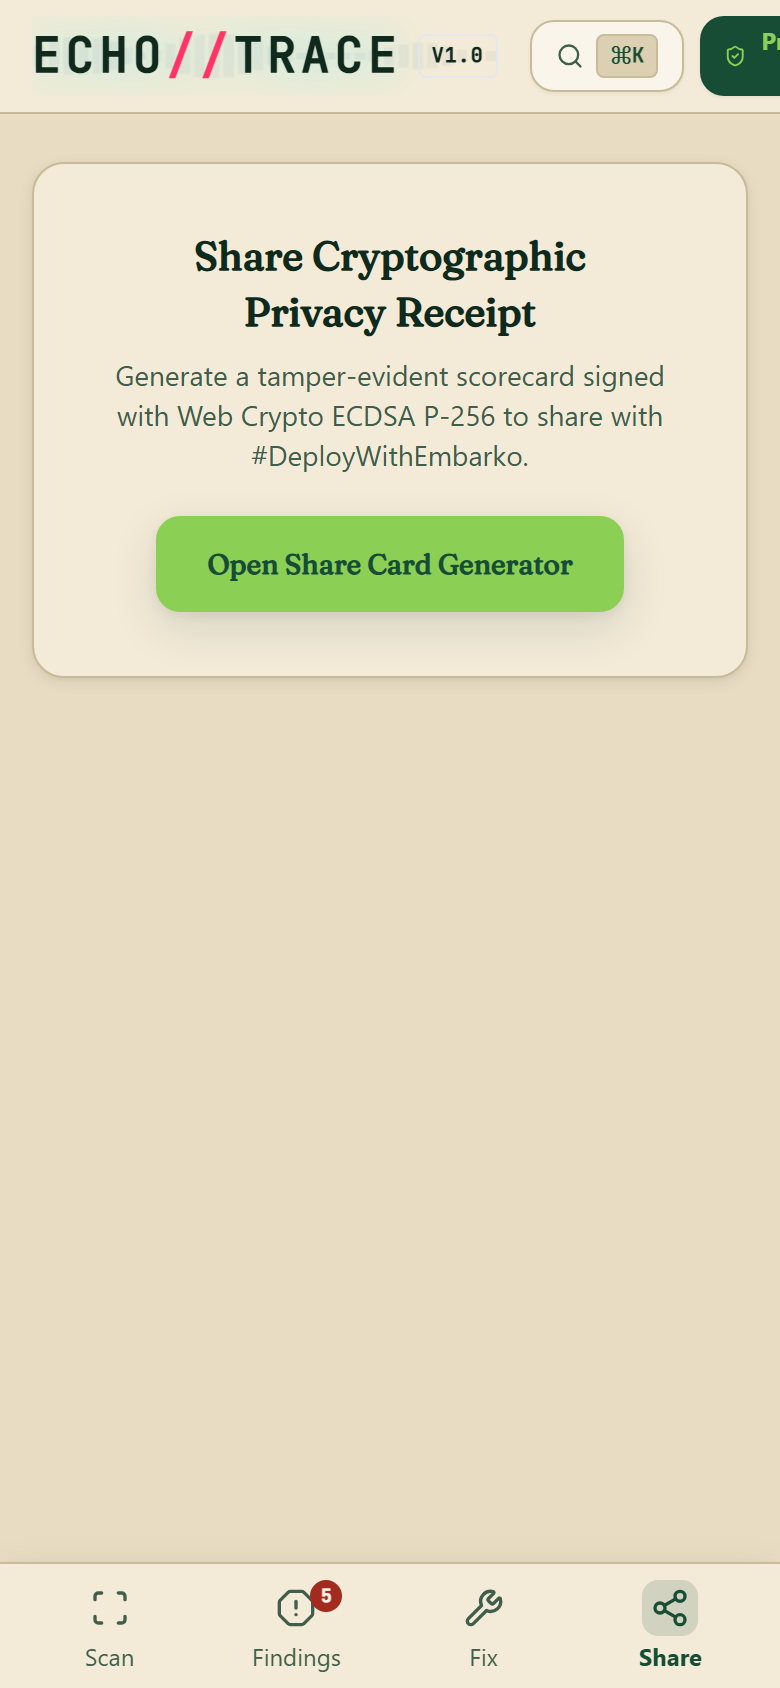 ECHO//TRACE V1.0 ⌘K
Share Cryptographic
Privacy Receipt
Generate a tamper-evident scorecard signed
with Web Crypto ECDSA P-256 to share with
#DeployWithEmbarko.
Open Share Card Generator
5
Scan Findings Fix Share